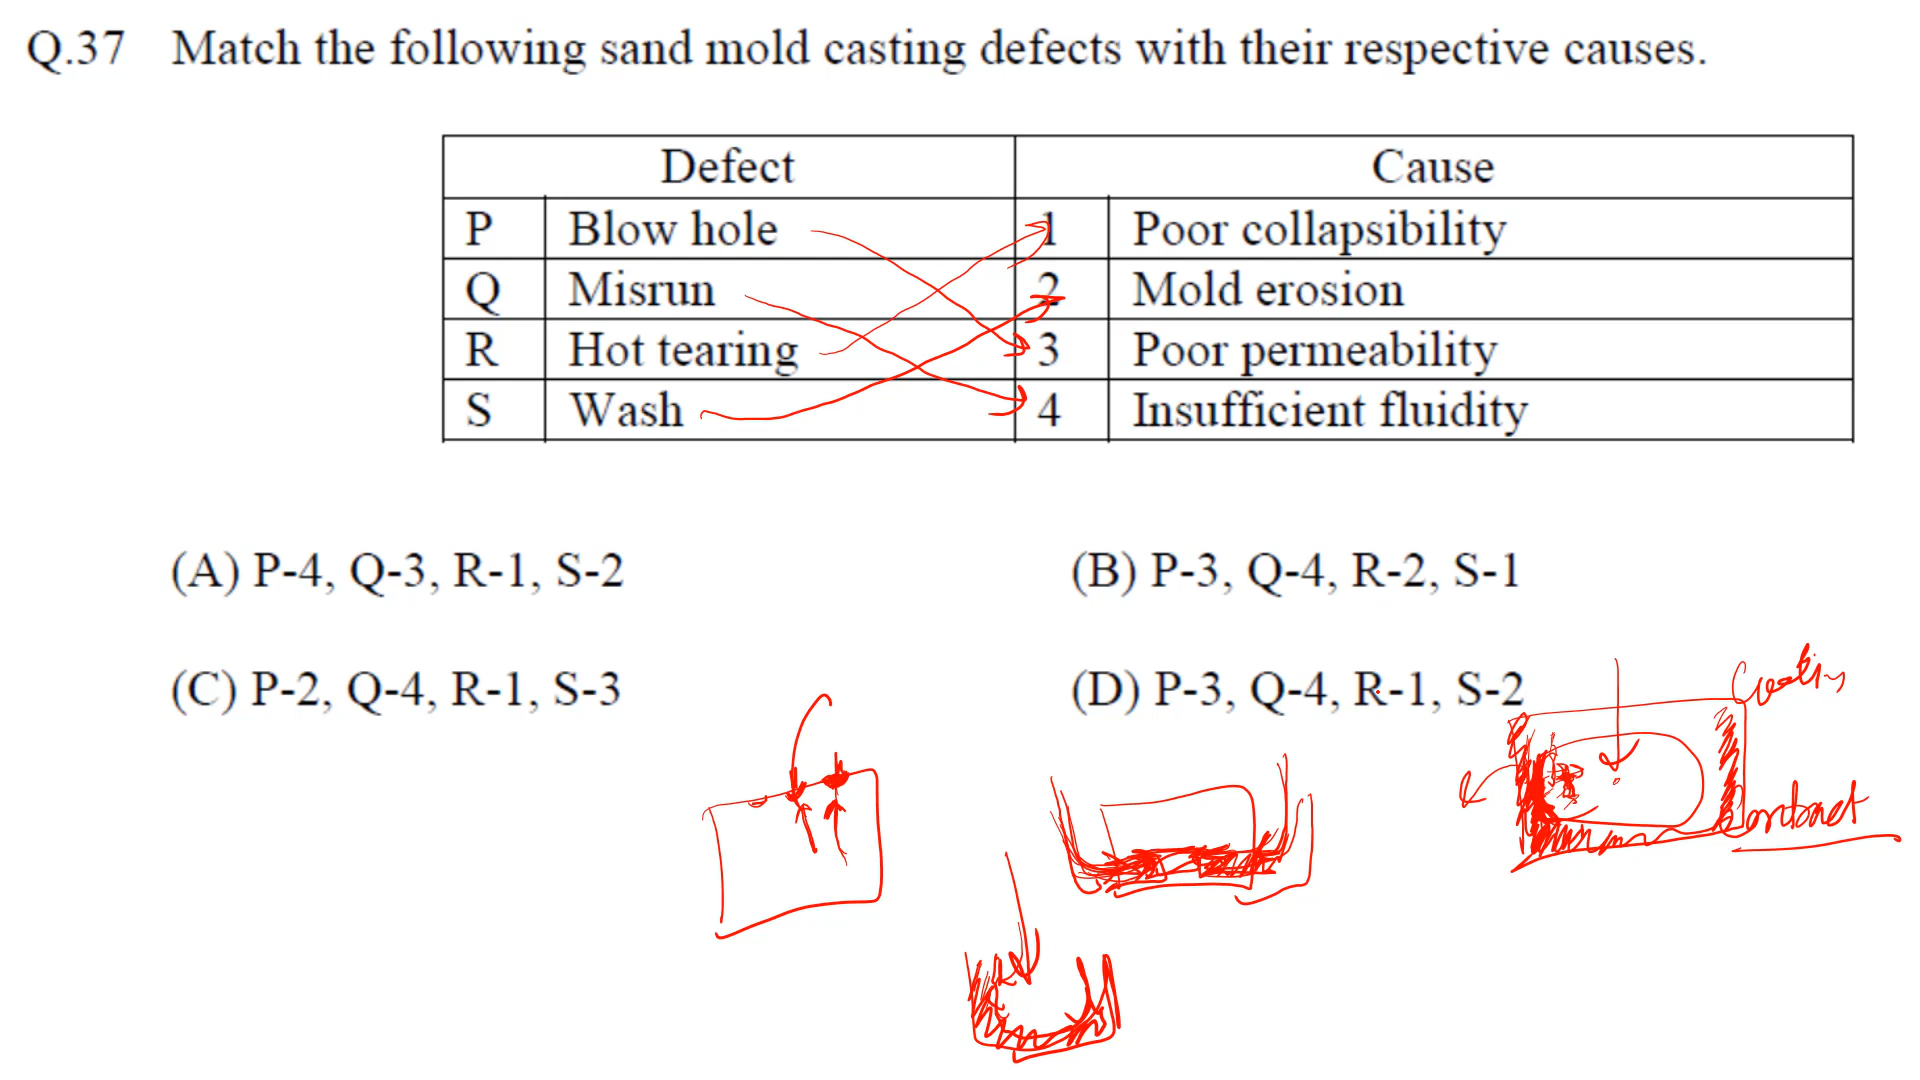 Q.37 Match the following sand mold casting defects with their respective causes.
Defect Cause
P Blow hole 1 Poor collapsibility
Q Misrun 2 Mold erosion
R Hot tearing 3 Poor permeability
S Wash 4 Insufficient fluidity
(A) P-4, Q-3, R-1, S-2 (B) P-3, Q-4, R-2, S-1
(C) P-2, Q-4, R-1, S-3 (D) P-3, Q-4, R-1, S-2